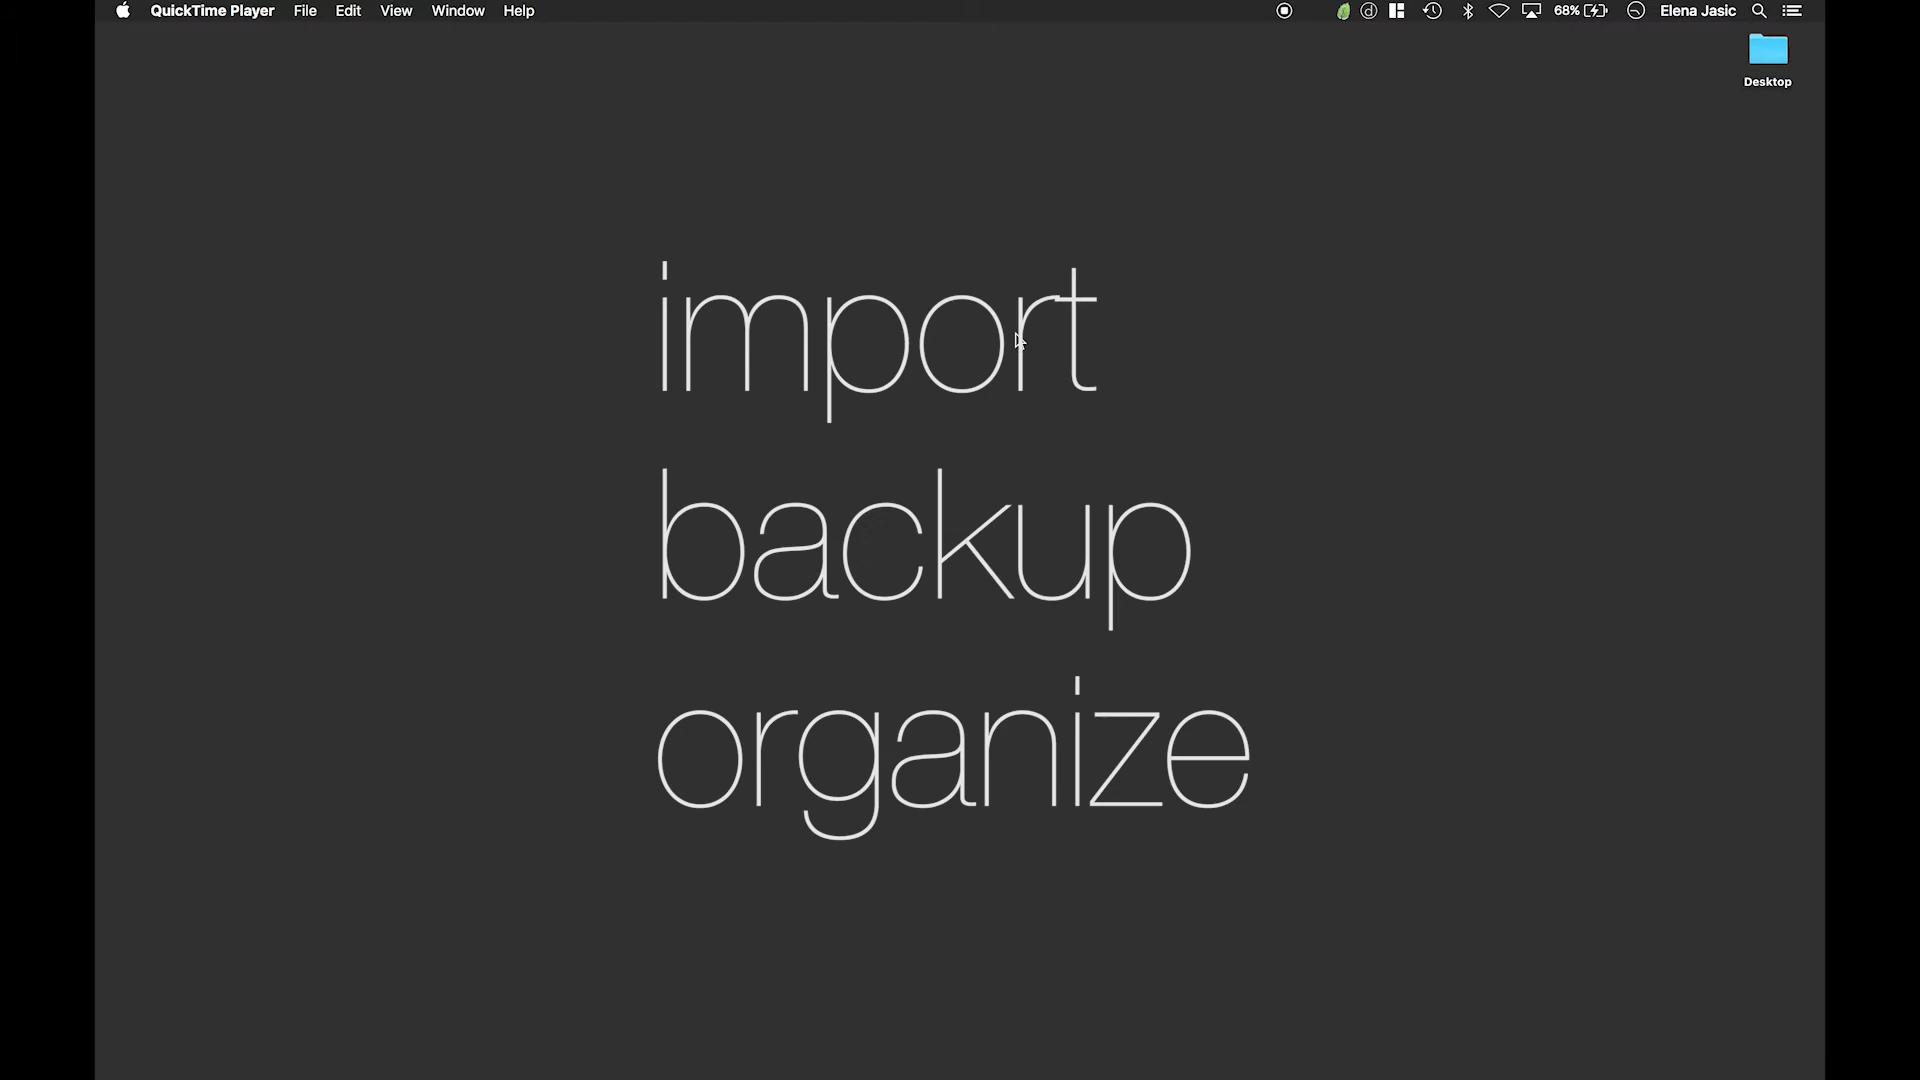 QuickTime Player File Edit View Window Help 68% Elena Jasic
Desktop
import
backup
organize